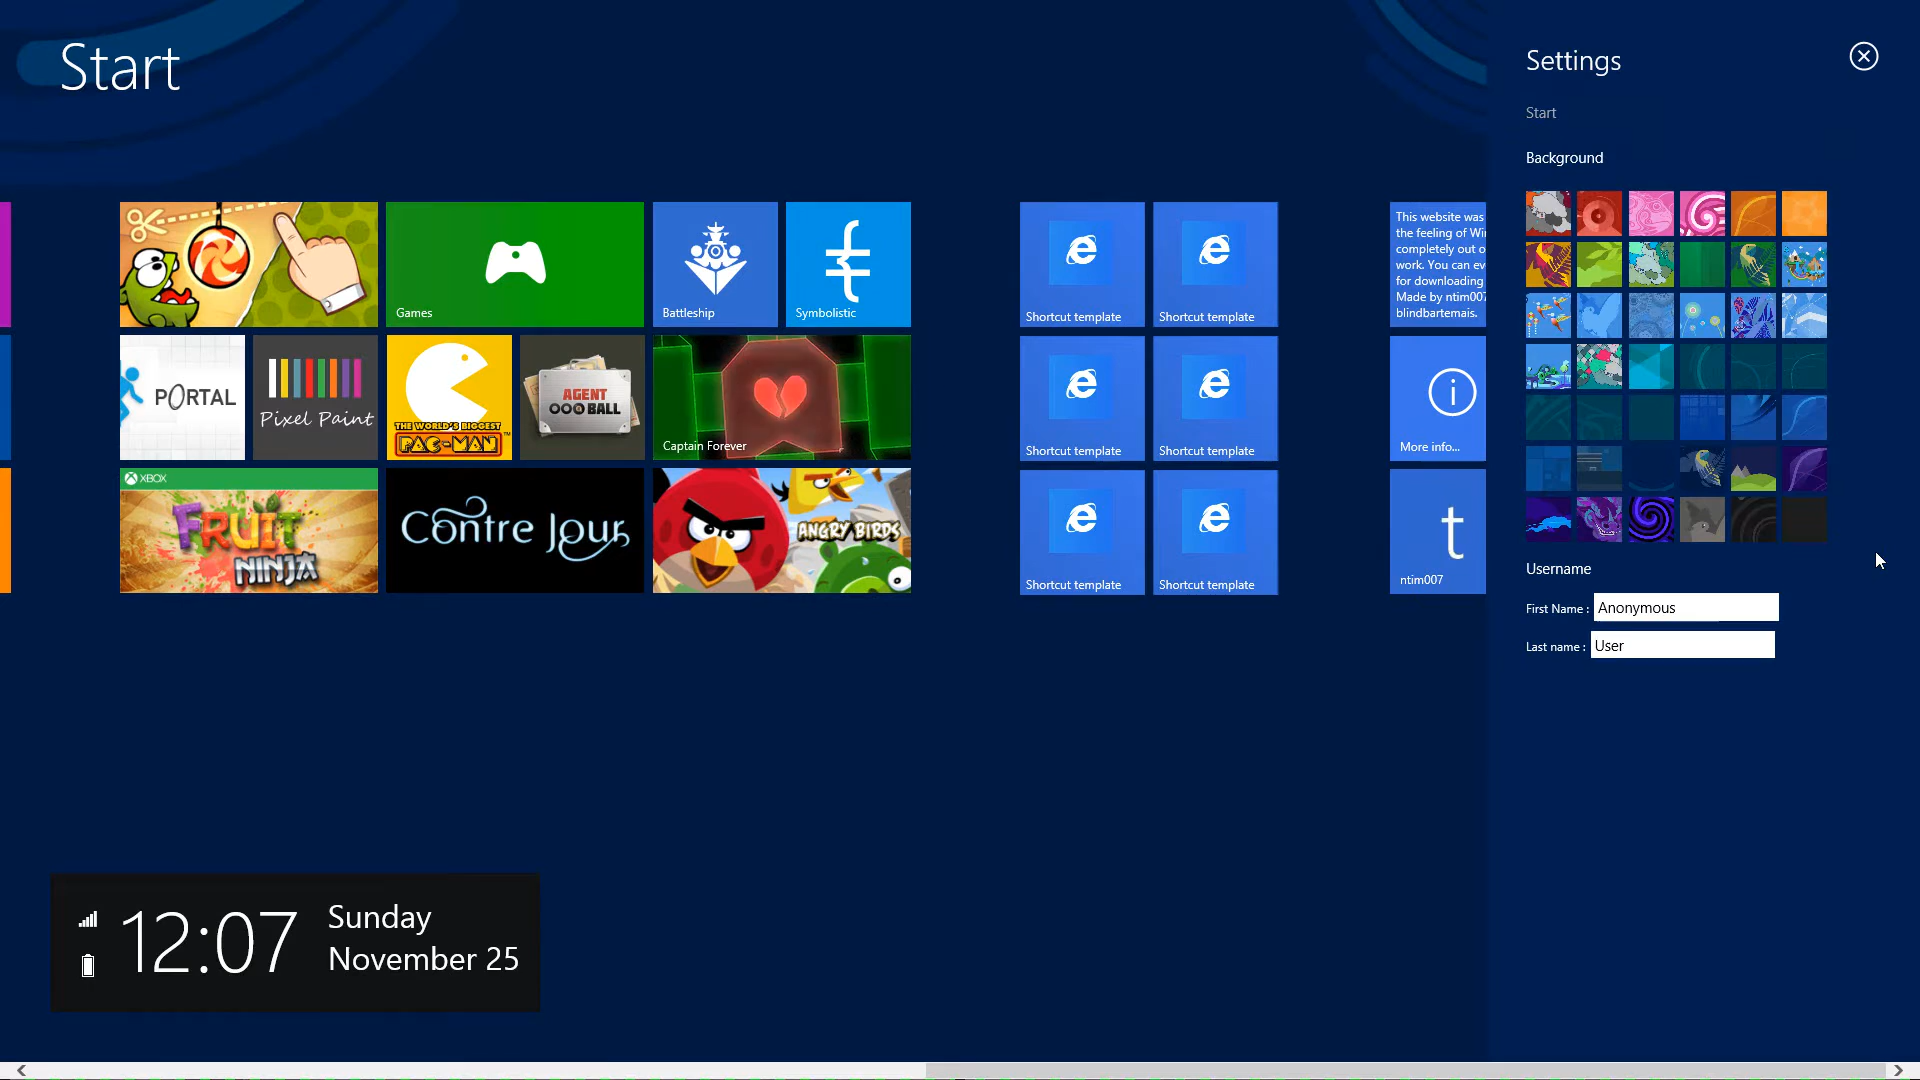 Start
Settings
Start
Background
Games
Battleship
Symbolistic
Shortcut template
Shortcut template
This website was
the feeling of Wi
completely out o
work. You can ev
for downloading
Made by ntim007
blindbartemais.
PORTAL
Pixel Paint
THE WORLD'S BIGGEST
PAC-MAN™
AGENT
OOO BALL
Captain Forever
Shortcut template
Shortcut template
i
More info...
XBOX
FRUIT
NINJA
Contre Jour
ANGRY BIRDS
Shortcut template
Shortcut template
t
ntim007
Username
First Name : Anonymous
Last name : User
12:07
Sunday
November 25